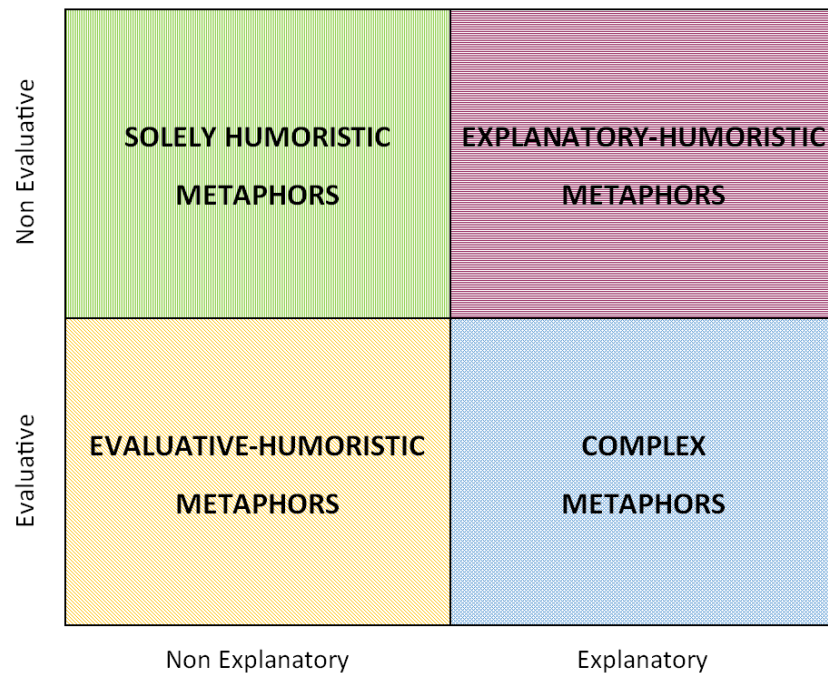 Non Evaluative
SOLELY HUMORISTIC
METAPHORS
EXPLANATORY-HUMORISTIC
METAPHORS
Evaluative
EVALUATIVE-HUMORISTIC
METAPHORS
COMPLEX
METAPHORS
Non Explanatory
Explanatory